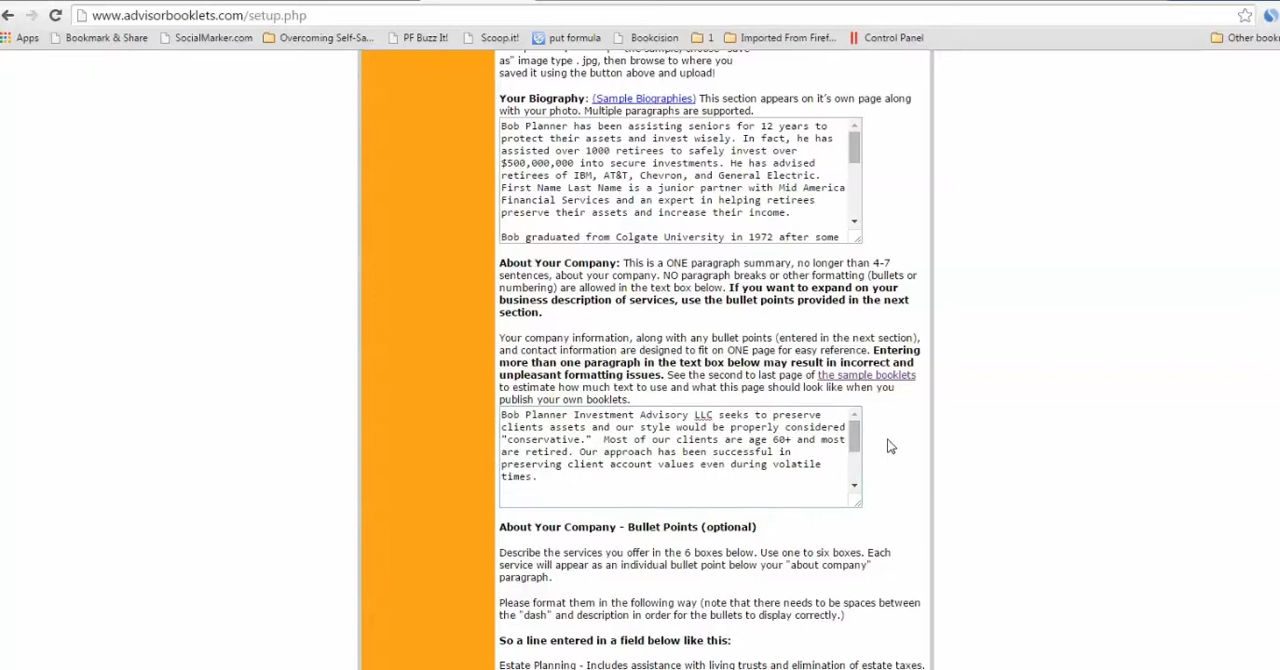 www.advisorbooklets.com/setup.php
Apps Bookmark & Share SocialMarker.com Overcoming Self-Sa... PF Buzz It! Scoop.it! put formula Bookcision 1 Imported From Firef... Control Panel Other book
as" image type . jpg, then browse to where you
saved it using the button above and upload!
Your Biography: (Sample Biographies) This section appears on it's own page along
with your photo. Multiple paragraphs are supported.
Bob Planner has been assisting seniors for 12 years to
protect their assets and invest wisely. In fact, he has
assisted over 1000 retirees to safely invest over
$500,000,000 into secure investments. He has advised
retirees of IBM, AT&T, Chevron, and General Electric.
First Name Last Name is a junior partner with Mid America
Financial Services and an expert in helping retirees
preserve their assets and increase their income.
Bob graduated from Colgate University in 1972 after some
About Your Company: This is a ONE paragraph summary, no longer than 4-7
sentences, about your company. NO paragraph breaks or other formatting (bullets or
numbering) are allowed in the text box below. If you want to expand on your
business description of services, use the bullet points provided in the next
section.
Your company information, along with any bullet points (entered in the next section),
and contact information are designed to fit on ONE page for easy reference. Entering
more than one paragraph in the text box below may result in incorrect and
unpleasant formatting issues. See the second to last page of the sample booklets
to estimate how much text to use and what this page should look like when you
publish your own booklets.
Bob Planner Investment Advisory LLC seeks to preserve
clients assets and our style would be properly considered
"conservative." Most of our clients are age 60+ and most
are retired. Our approach has been successful in
preserving client account values even during volatile
times.
About Your Company - Bullet Points (optional)
Describe the services you offer in the 6 boxes below. Use one to six boxes. Each
service will appear as an individual bullet point below your "about company"
paragraph.
Please format them in the following way (note that there needs to be spaces between
the "dash" and description in order for the bullets to display correctly.)
So a line entered in a field below like this:
Estate Planning - Includes assistance with living trusts and elimination of estate taxes.